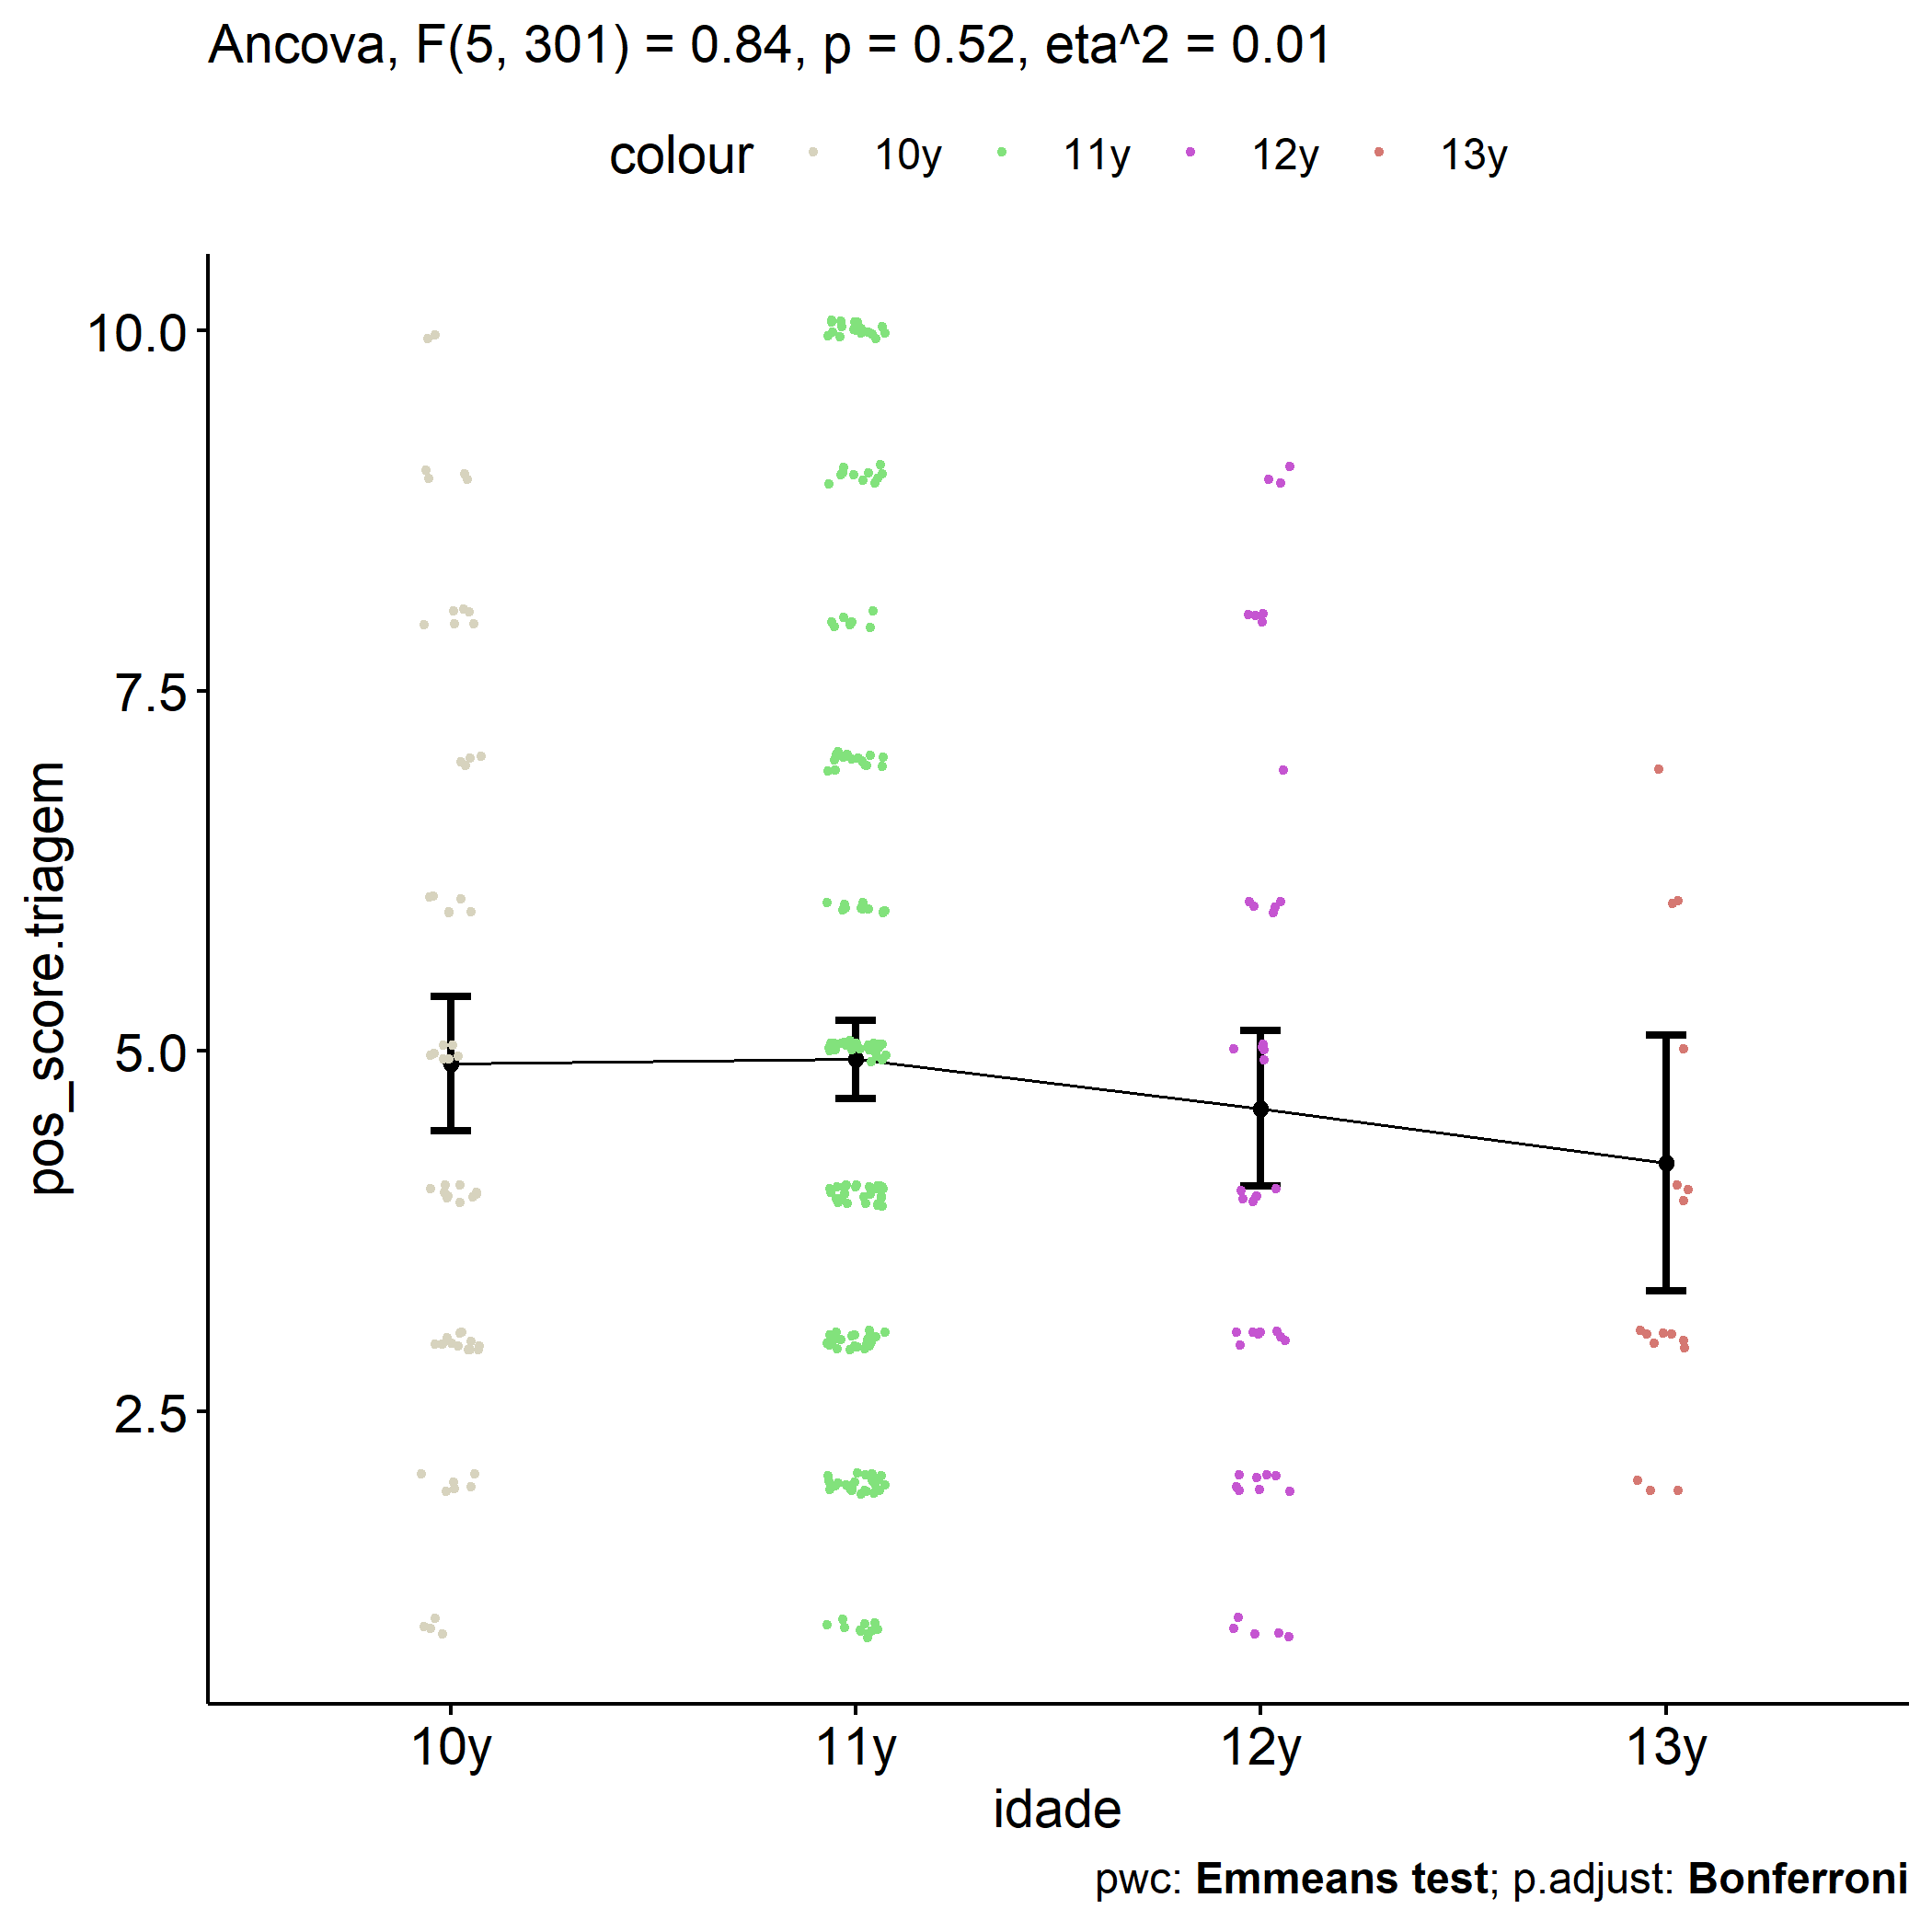 Ancova, F(5, 301) = 0.84, p = 0.52, eta^2 = 0.01
colour 10y 11y 12y 13y
10.0
7.5
5.0
2.5
pos_score.triagem
10y 11y 12y 13y
idade
pwc: Emmeans test; p.adjust: Bonferroni